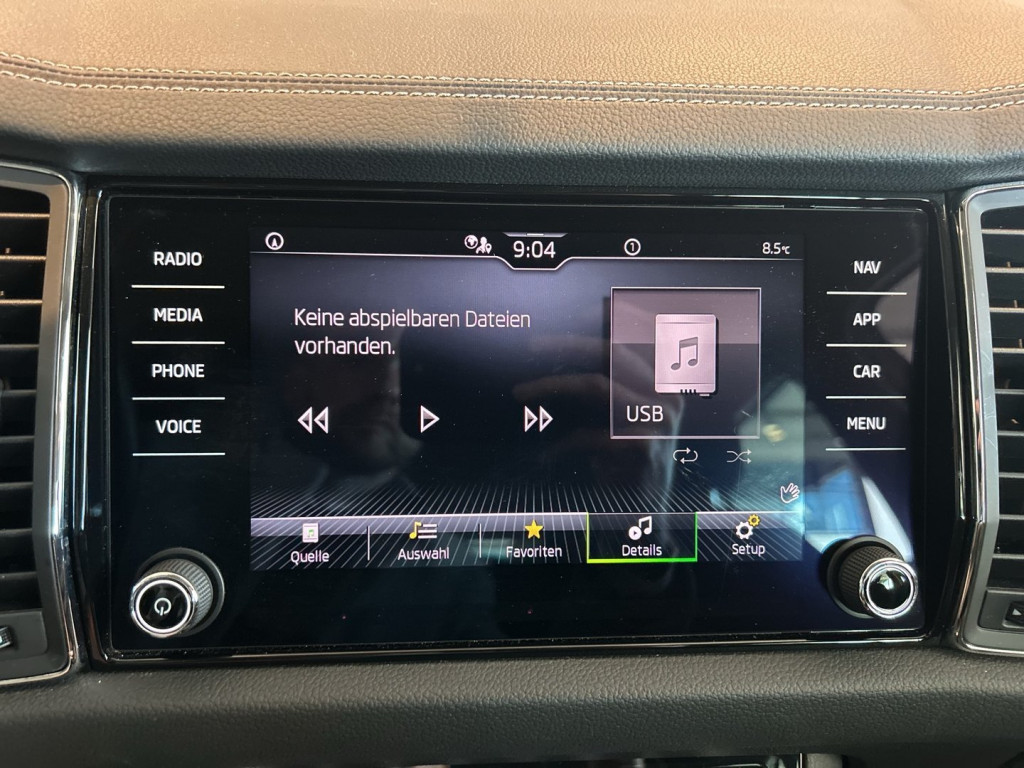 RADIO
MEDIA
PHONE
VOICE
9:04
1
8.5°C
Keine abspielbaren Dateien
vorhanden.
USB
Quelle
Auswahl
Favoriten
Details
Setup
NAV
APP
CAR
MENU